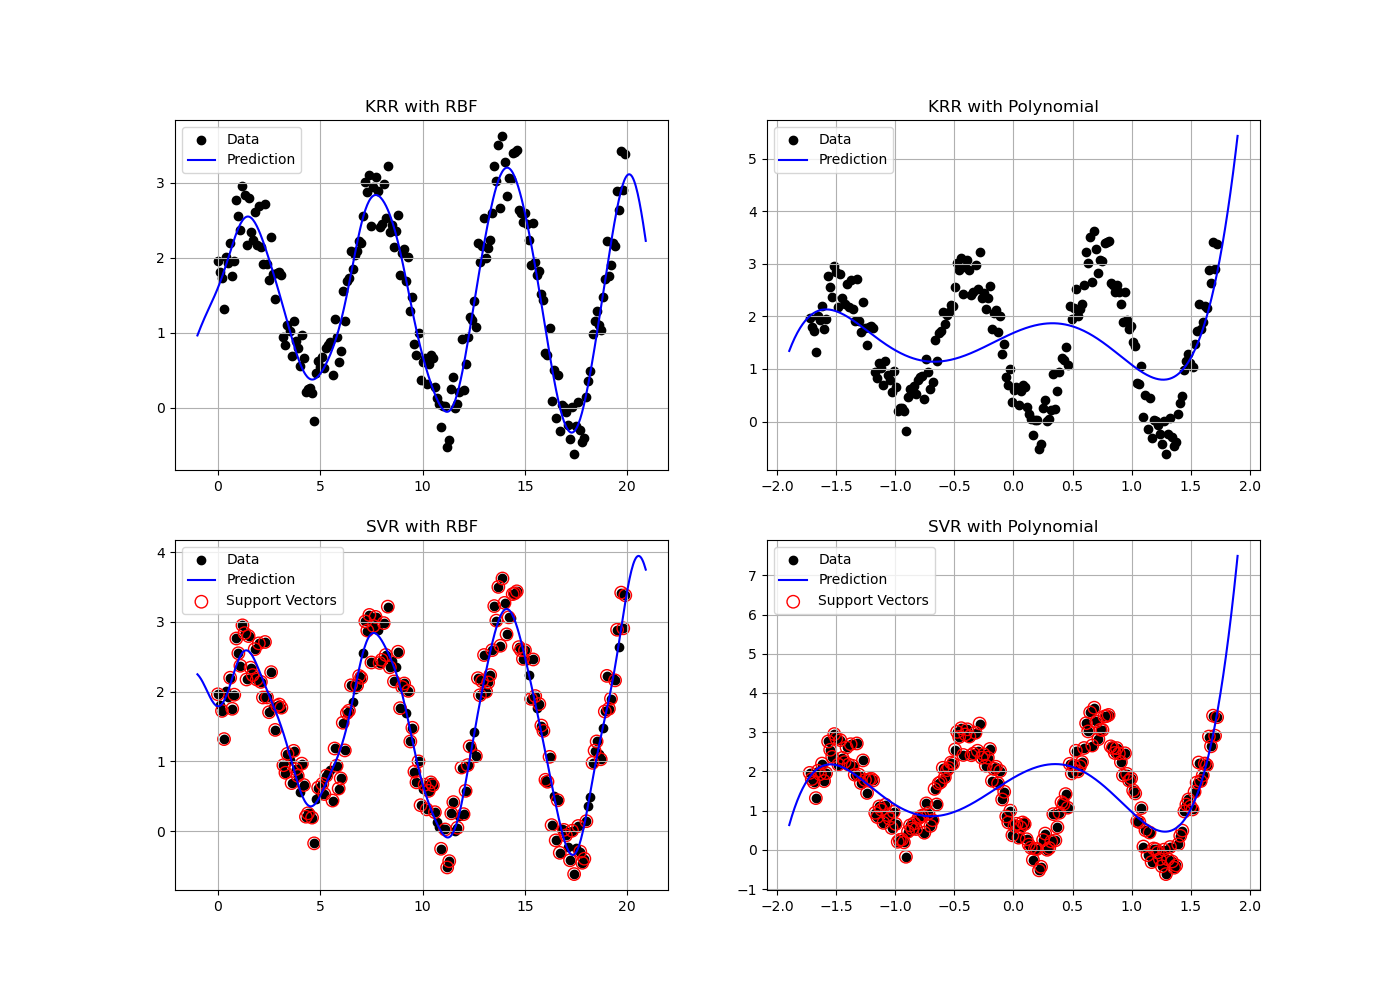 KRR with RBF
Data
Prediction
3
2
1
0
0 5 10 15 20
KRR with Polynomial
Data
Prediction
5
4
3
2
1
0
−2.0 −1.5 −1.0 −0.5 0.0 0.5 1.0 1.5 2.0
SVR with RBF
Data
Prediction
Support Vectors
4
3
2
1
0
0 5 10 15 20
SVR with Polynomial
Data
Prediction
Support Vectors
7
6
5
4
3
2
1
0
−1
−2.0 −1.5 −1.0 −0.5 0.0 0.5 1.0 1.5 2.0